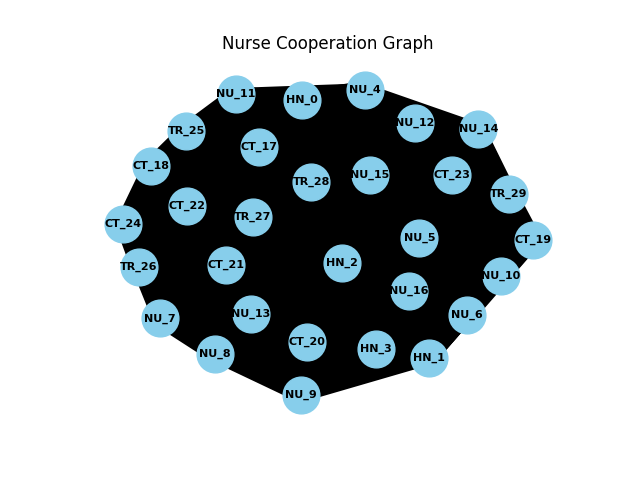 Nurse Cooperation Graph
NU_4
NU_11
HN_0
NU_12
NU_14
TR_25
CT_17
CT_18
NU_15
CT_23
TR_28
TR_29
CT_22
TR_27
CT_24
NU_5
CT_19
HN_2
CT_21
TR_26
NU_10
NU_16
NU_13
NU_6
NU_7
CT_20
HN_3
NU_8
HN_1
NU_9